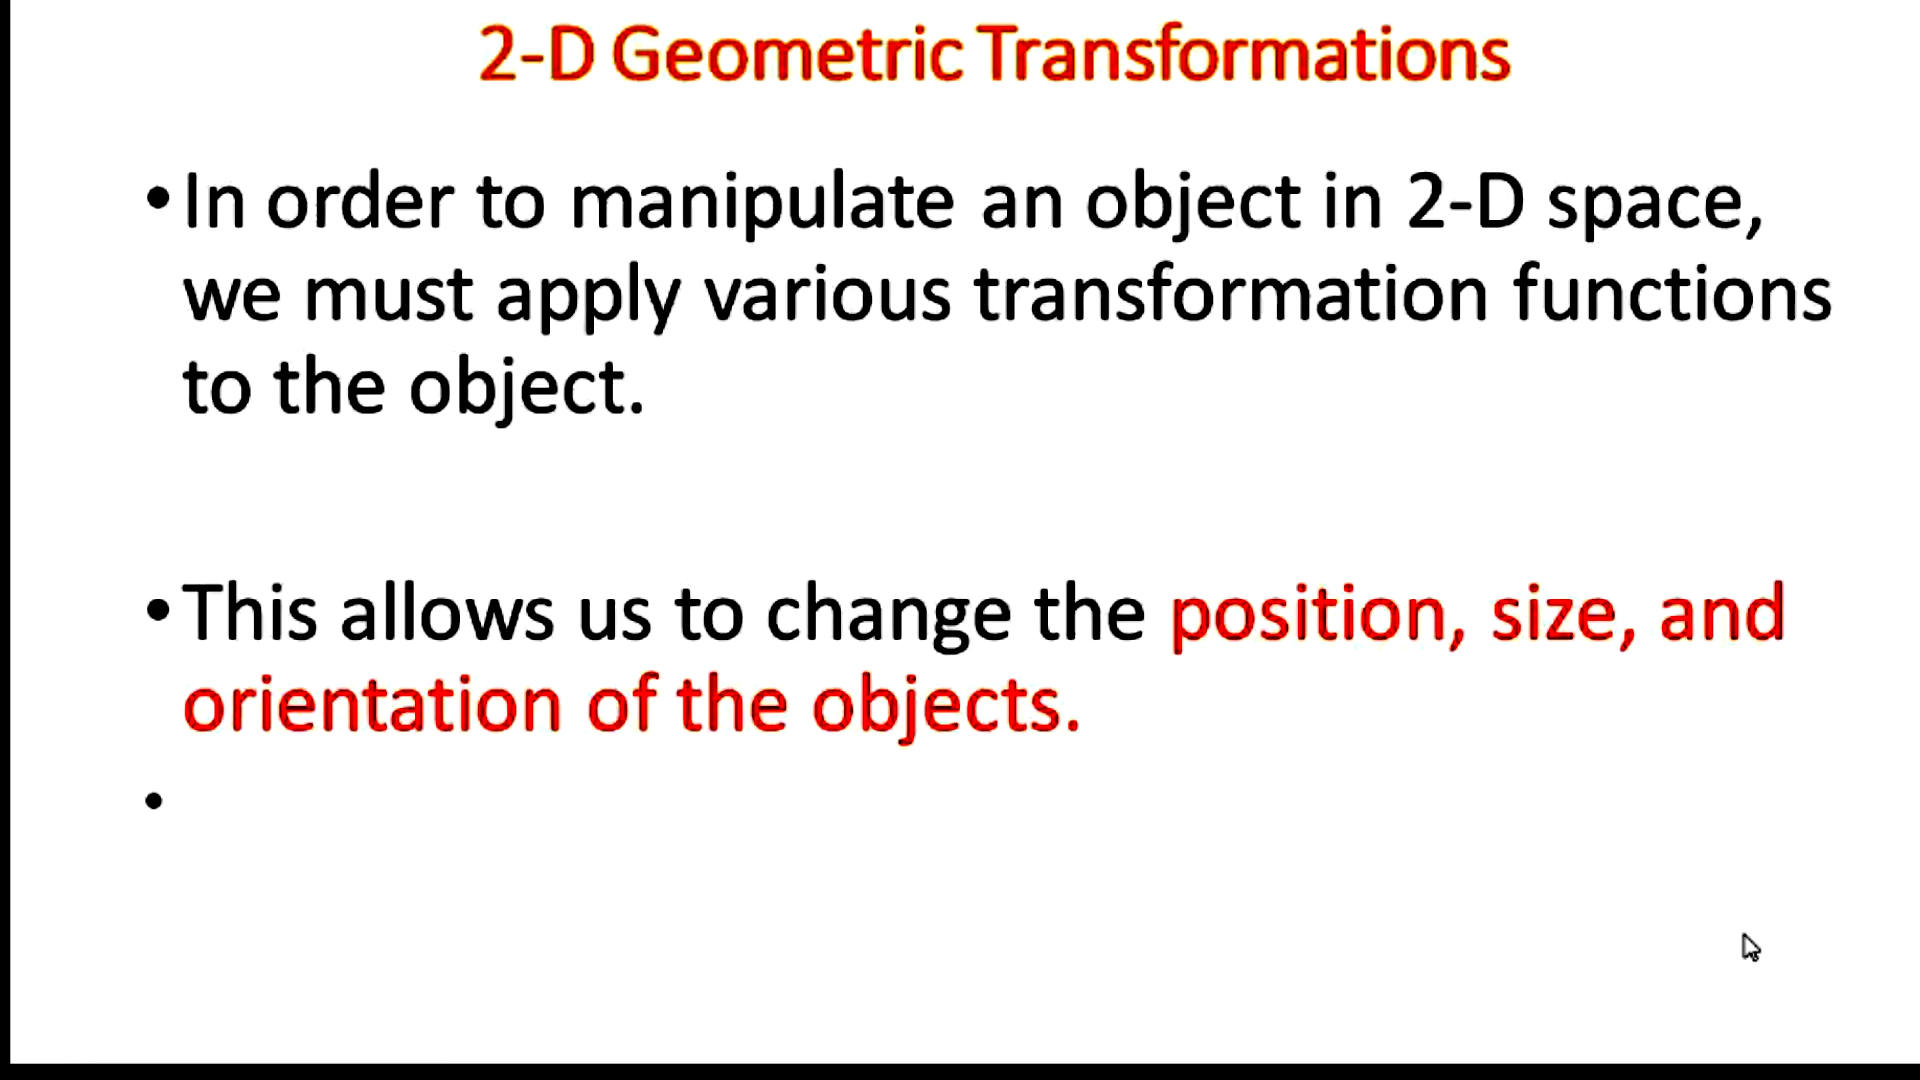 2-D Geometric Transformations
• In order to manipulate an object in 2-D space,
we must apply various transformation functions
to the object.
• This allows us to change the position, size, and
orientation of the objects.
•